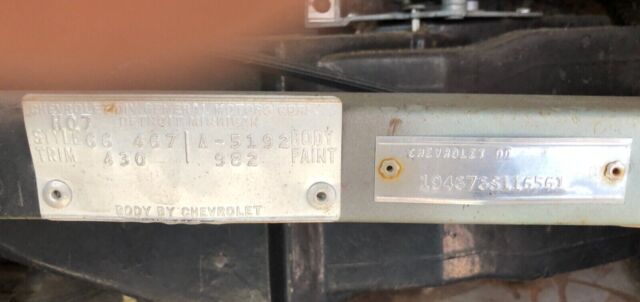 CHEVROLET DIV. GENERAL MOTORS CORP.
DETROIT MICHIGAN
H07
STYLE 66 467 A-5192 BODY
TRIM 430 982 PAINT
BODY BY CHEVROLET
CHEVROLET
194676S116561